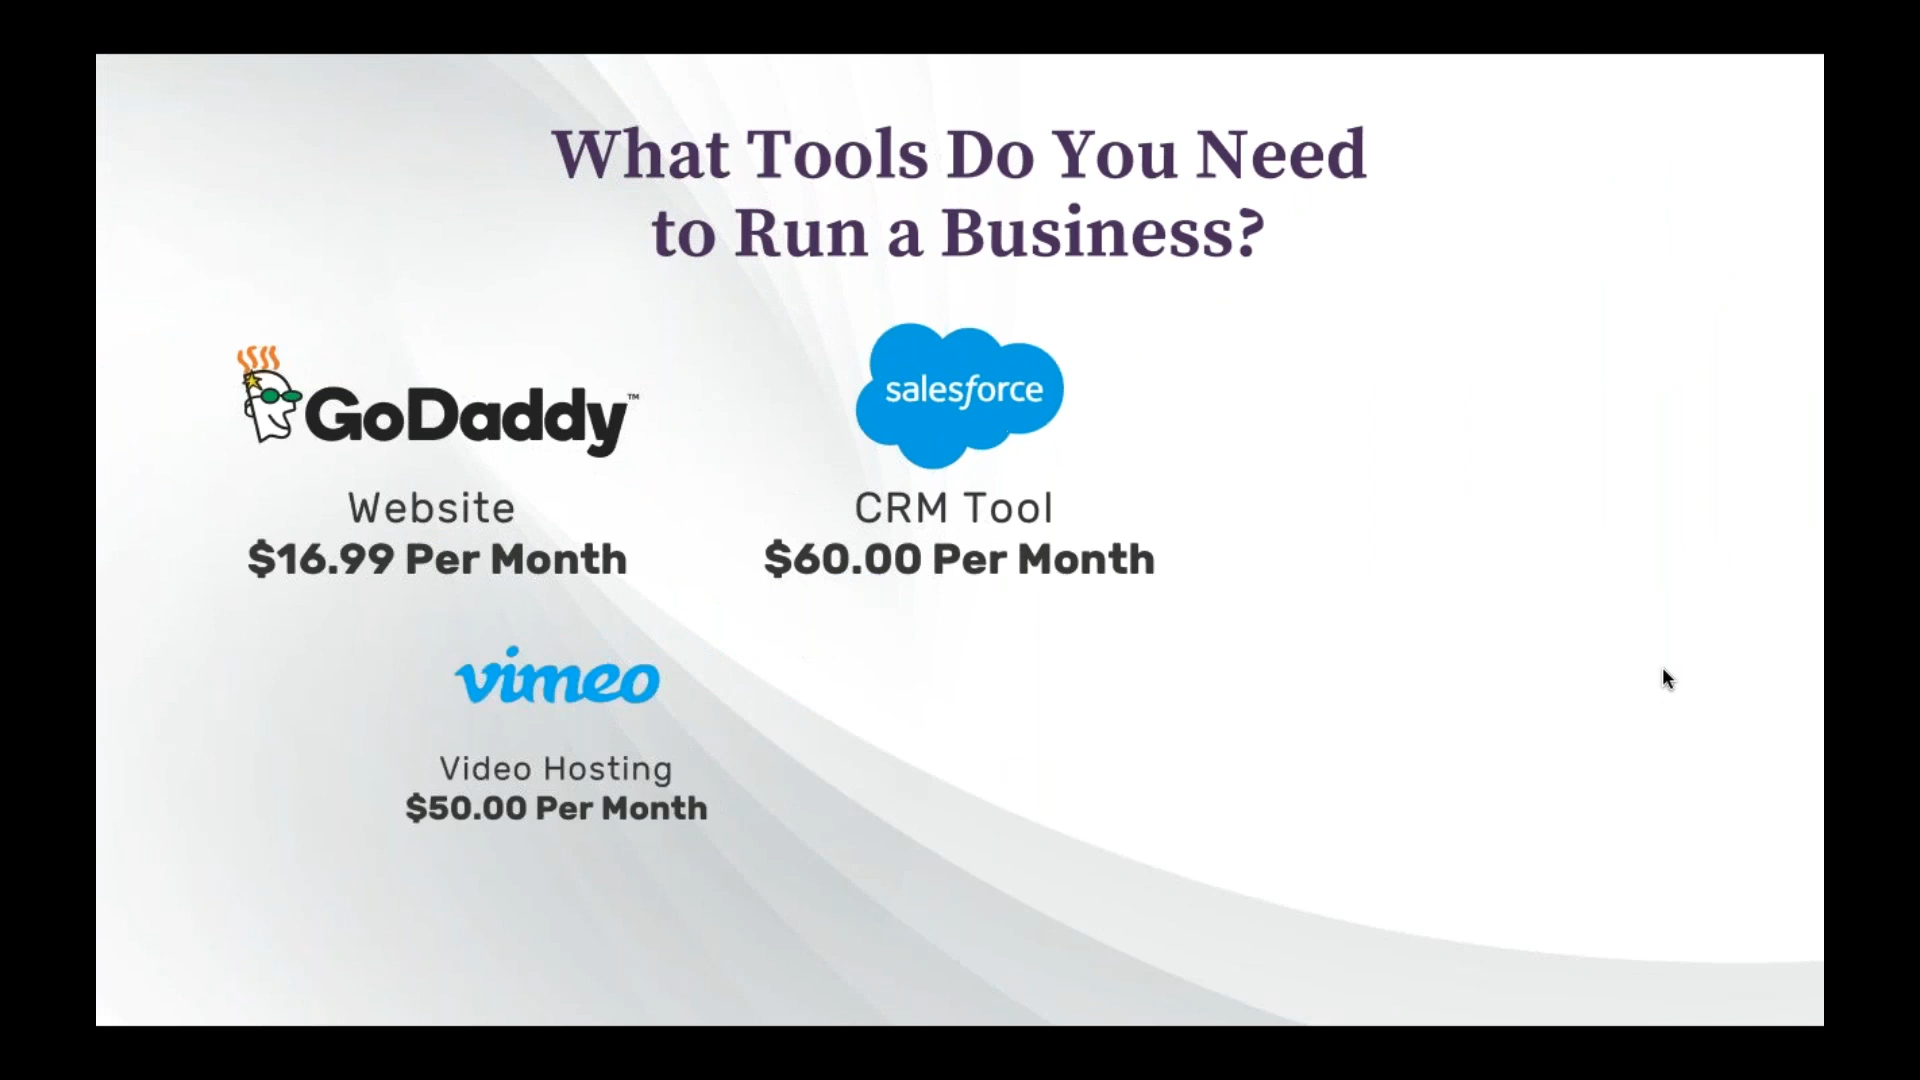 What Tools Do You Need
to Run a Business?
GoDaddy™
Website
$16.99 Per Month
salesforce
CRM Tool
$60.00 Per Month
vimeo
Video Hosting
$50.00 Per Month